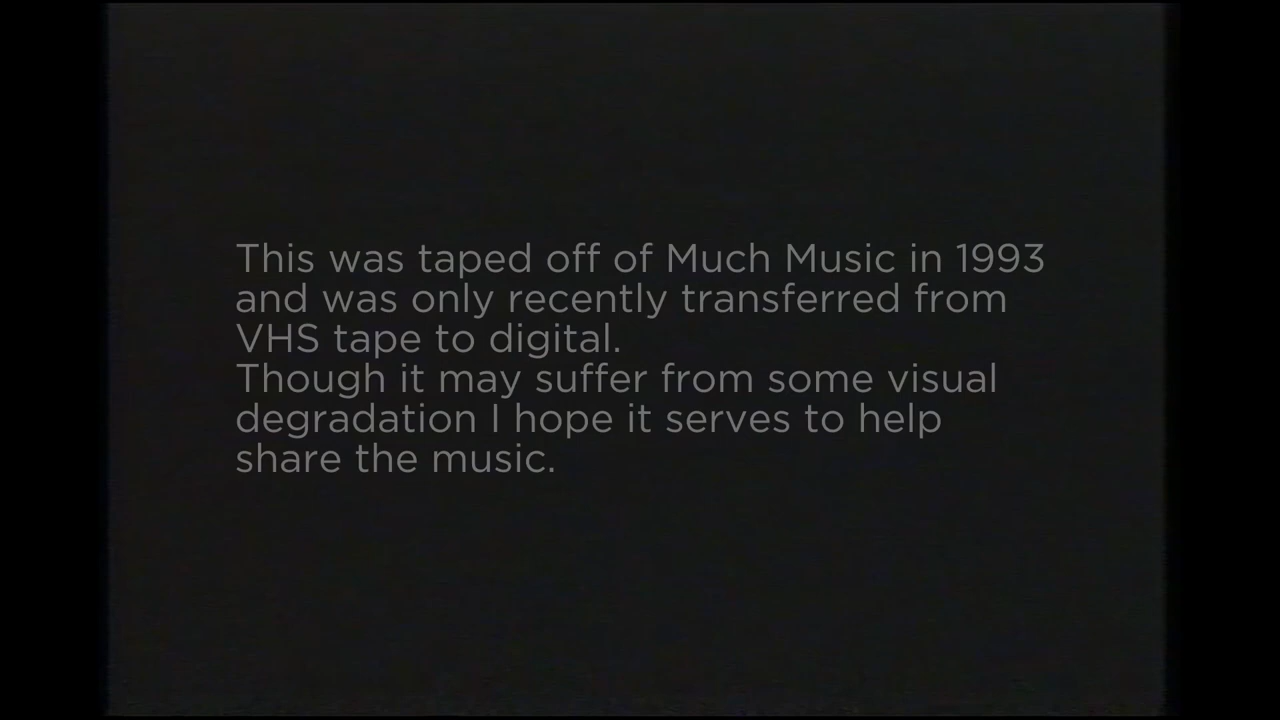 This was taped off of Much Music in 1993
and was only recently transferred from
VHS tape to digital.
Though it may suffer from some visual
degradation I hope it serves to help
share the music.